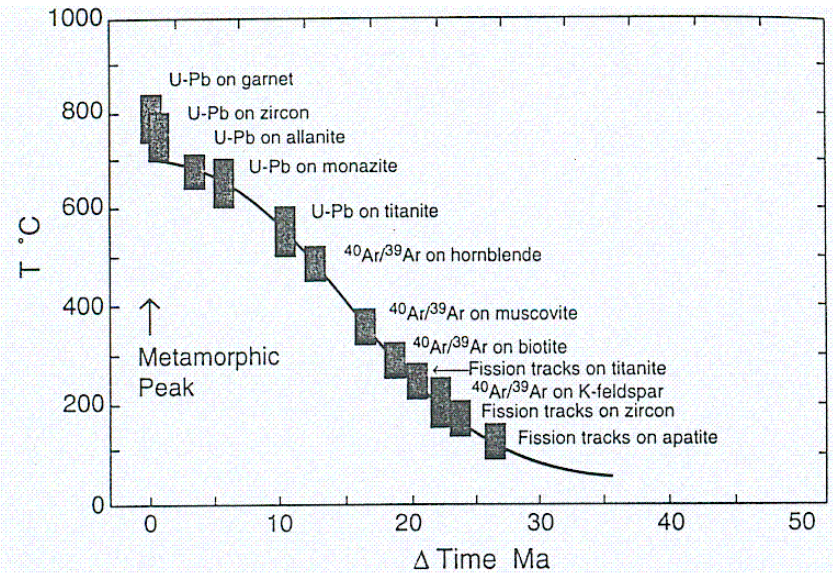 1000
800
600
400
200
0
T °C
U-Pb on garnet
U-Pb on zircon
U-Pb on allanite
U-Pb on monazite
U-Pb on titanite
⁴⁰Ar/³⁹Ar on hornblende
⁴⁰Ar/³⁹Ar on muscovite
⁴⁰Ar/³⁹Ar on biotite
Fission tracks on titanite
⁴⁰Ar/³⁹Ar on K-feldspar
Fission tracks on zircon
Fission tracks on apatite
Metamorphic
Peak
0 10 20 30 40 50
Δ Time Ma